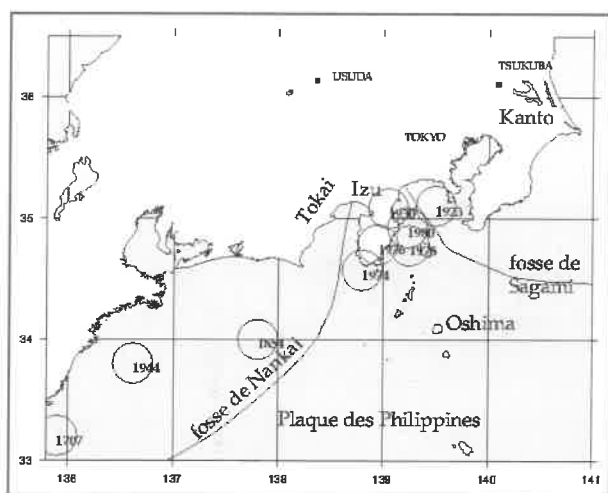 36
35
34
33
136
137
138
139
140
141
USUDA
TSUKUBA
Kanto
TOKYO
Izu
Tokai
1930
1923
1980
1978
1974
1854
1944
1707
fosse de
Sagami
Oshima
fosse de Nankai
Plaque des Philippines